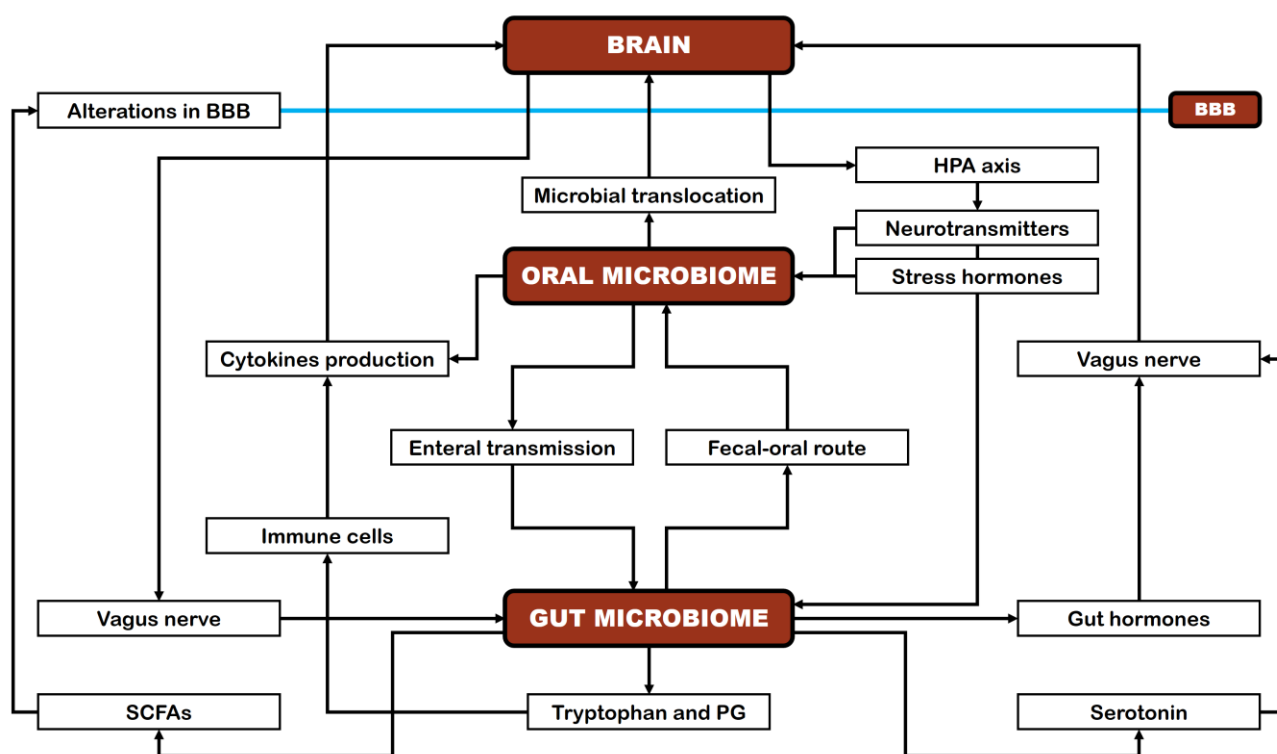 BRAIN
Alterations in BBB
BBB
HPA axis
Microbial translocation
Neurotransmitters
ORAL MICROBIOME
Stress hormones
Cytokines production
Vagus nerve
Enteral transmission
Fecal-oral route
Immune cells
Vagus nerve
GUT MICROBIOME
Gut hormones
SCFAs
Tryptophan and PG
Serotonin